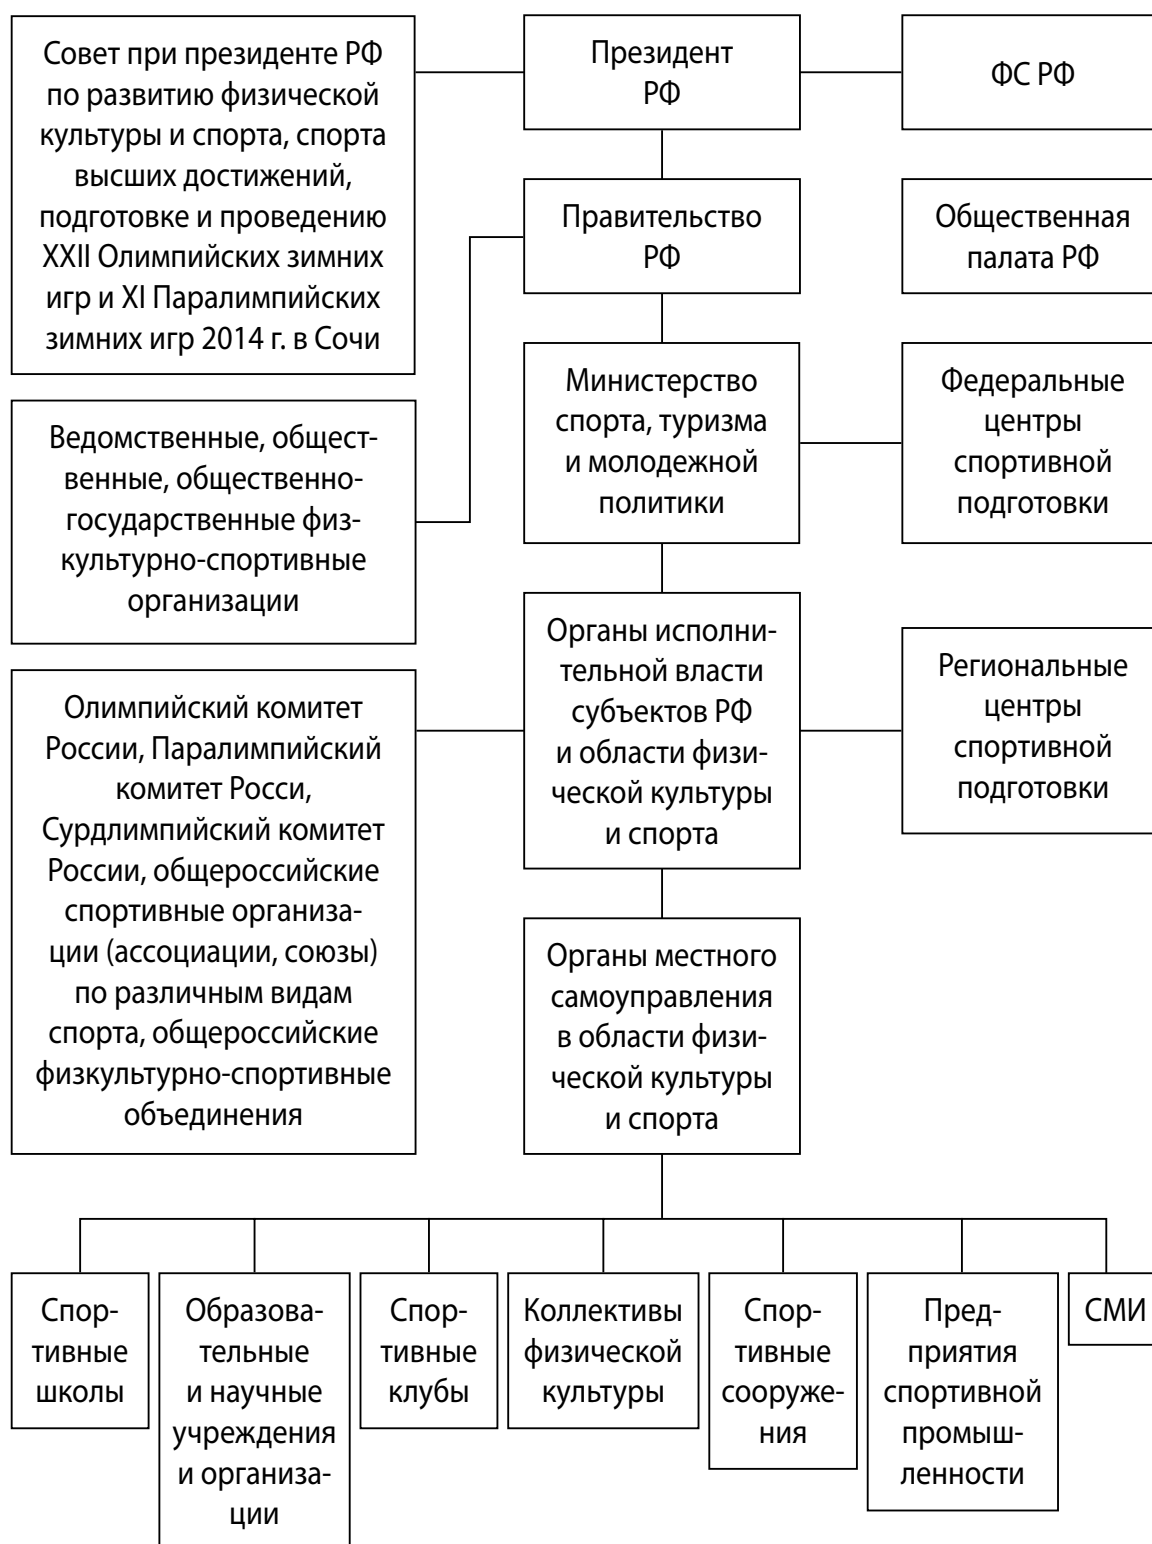 Совет при президенте РФ
по развитию физической
культуры и спорта, спорта
высших достижений,
подготовке и проведению
XXII Олимпийских зимних
игр и XI Паралимпийских
зимних игр 2014 г. в Сочи
Президент
РФ
ФС РФ
Правительство
РФ
Общественная
палата РФ
Ведомственные, общест-
венные, общественно-
государственные физ-
культурно-спортивные
организации
Министерство
спорта, туризма
и молодежной
политики
Федеральные
центры
спортивной
подготовки
Олимпийский комитет
России, Паралимпийский
комитет Росси,
Сурдлимпийский комитет
России, общероссийские
спортивные организа-
ции (ассоциации, союзы)
по различным видам
спорта, общероссийские
физкультурно-спортивные
объединения
Органы исполни-
тельной власти
субъектов РФ
и области физи-
ческой культуры
и спорта
Региональные
центры
спортивной
подготовки
Органы местного
самоуправления
в области физи-
ческой культуры
и спорта
Спор-
тивные
школы
Образова-
тельные
и научные
учреждения
и организа-
ции
Спор-
тивные
клубы
Коллективы
физической
культуры
Спор-
тивные
сооруже-
ния
Пред-
приятия
спортивной
промыш-
ленности
СМИ